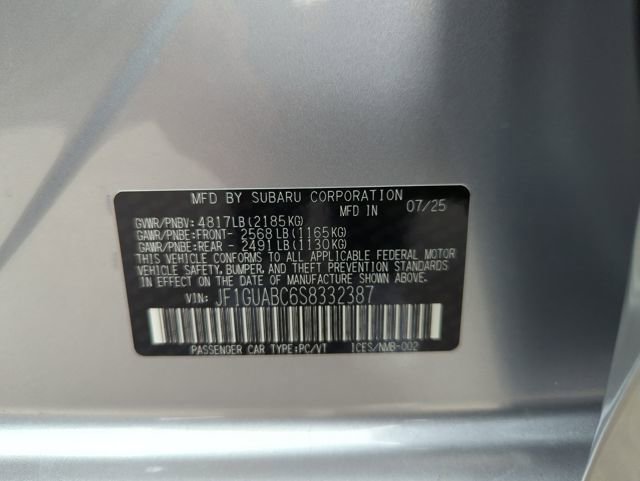 MFD BY SUBARU CORPORATION
MFD IN 07/25
GVWR/PNBV: 4817LB(2185KG)
GAWR/PNBE:FRONT- 2568LB(1165KG)
GAWR/PNBE:REAR - 2491LB(1130KG)
THIS VEHICLE CONFORMS TO ALL APPLICABLE FEDERAL MOTOR
VEHICLE SAFETY, BUMPER, AND THEFT PREVENTION STANDARDS
IN EFFECT ON THE DATE OF MANUFACTURE SHOWN ABOVE.
VIN: JF1GUABC6S8332387
PASSENGER CAR TYPE:PC/VT ICES/NMB-002